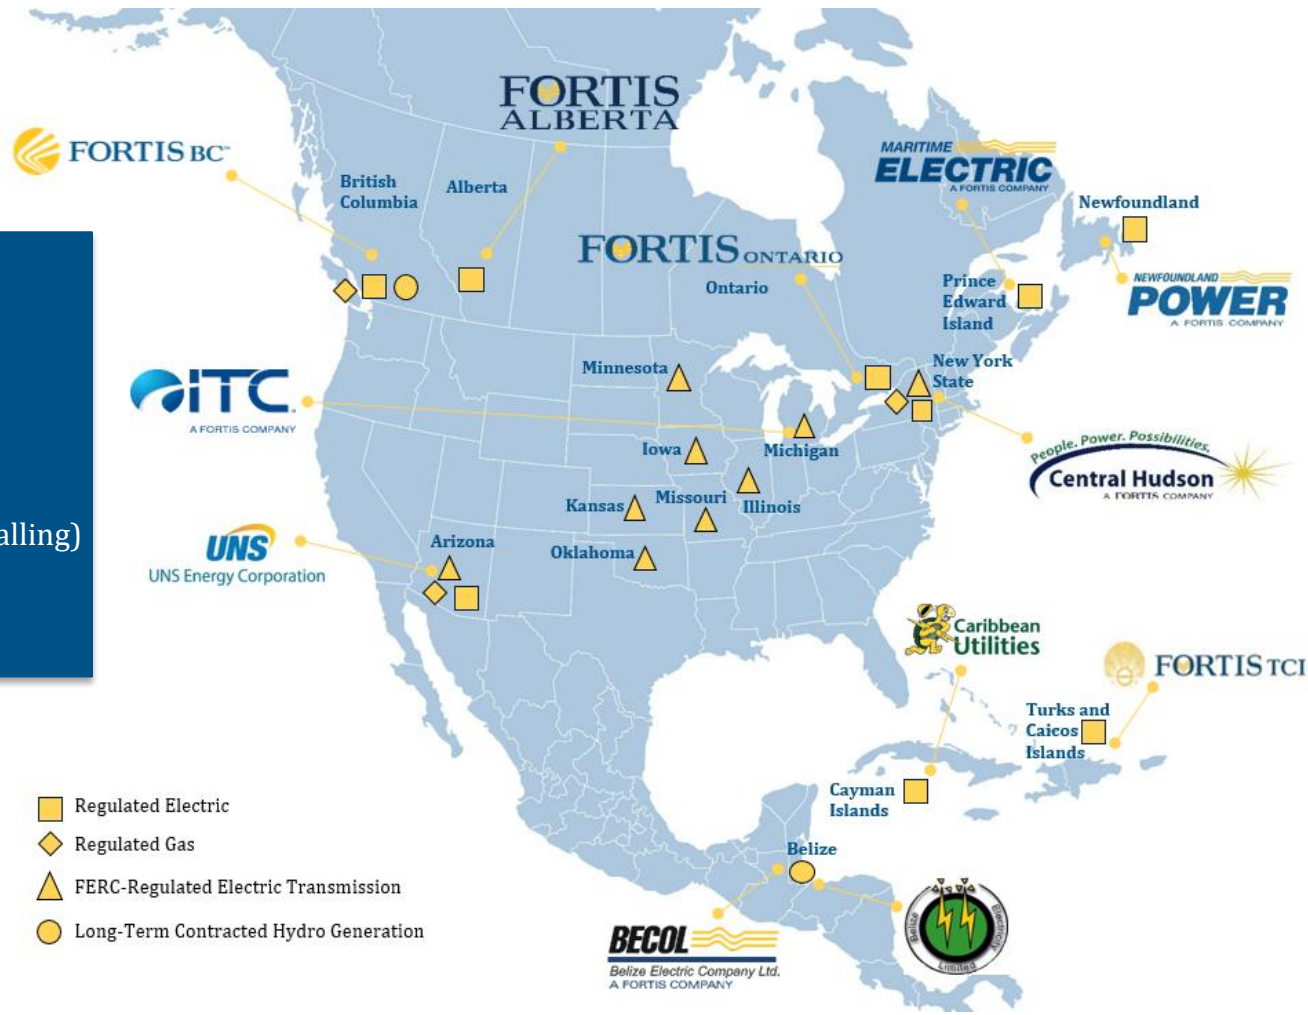 FORTIS
ALBERTA
FORTIS BC™
British
Columbia
Alberta
MARITIME
ELECTRIC
A FORTIS COMPANY
Newfoundland
FORTIS ONTARIO
Ontario
Prince
Edward
Island
NEWFOUNDLAND
POWER
A FORTIS COMPANY
ITC
A FORTIS COMPANY
Minnesota
New York
State
Iowa
Michigan
People. Power. Possibilities.
Central Hudson
A FORTIS COMPANY
Kansas
Missouri
Illinois
alling)
UNS
UNS Energy Corporation
Arizona
Oklahoma
Caribbean
Utilities
FORTIS TCI
Turks and
Caicos
Islands
Cayman
Islands
Regulated Electric
Regulated Gas
FERC-Regulated Electric Transmission
Long-Term Contracted Hydro Generation
Belize
BECOL
Belize Electric Company Ltd.
A FORTIS COMPANY
Belize
Electricity
Limited